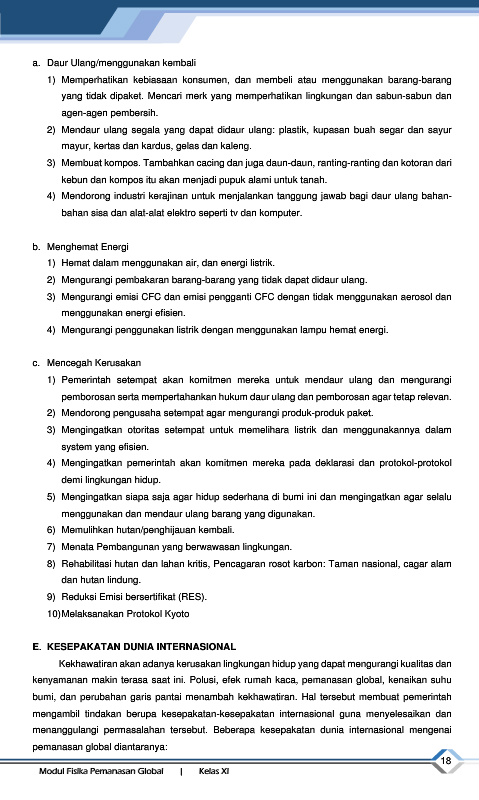 a. Daur Ulang/menggunakan kembali
1) Memperhatikan kebiasaan konsumen, dan membeli atau menggunakan barang-barang
yang tidak dipaket. Mencari merk yang memperhatikan lingkungan dan sabun-sabun dan
agen-agen pembersih.
2) Mendaur ulang segala yang dapat didaur ulang: plastik, kupasan buah segar dan sayur
mayur, kertas dan kardus, gelas dan kaleng.
3) Membuat kompos. Tambahkan cacing dan juga daun-daun, ranting-ranting dan kotoran dari
kebun dan kompos itu akan menjadi pupuk alami untuk tanah.
4) Mendorong industri kerajinan untuk menjalankan tanggung jawab bagi daur ulang bahan-
bahan sisa dan alat-alat elektro seperti tv dan komputer.
b. Menghemat Energi
1) Hemat dalam menggunakan air, dan energi listrik.
2) Mengurangi pembakaran barang-barang yang tidak dapat didaur ulang.
3) Mengurangi emisi CFC dan emisi pengganti CFC dengan tidak menggunakan aerosol dan
menggunakan energi efisien.
4) Mengurangi penggunakan listrik dengan menggunakan lampu hemat energi.
c. Mencegah Kerusakan
1) Pemerintah setempat akan komitmen mereka untuk mendaur ulang dan mengurangi
pemborosan serta mempertahankan hukum daur ulang dan pemborosan agar tetap relevan.
2) Mendorong pengusaha setempat agar mengurangi produk-produk paket.
3) Mengingatkan otoritas setempat untuk memelihara listrik dan menggunakannya dalam
system yang efisien.
4) Mengingatkan pemerintah akan komitmen mereka pada deklarasi dan protokol-protokol
demi lingkungan hidup.
5) Mengingatkan siapa saja agar hidup sederhana di bumi ini dan mengingatkan agar selalu
menggunakan dan mendaur ulang barang yang digunakan.
6) Memulihkan hutan/penghijauan kembali.
7) Menata Pembangunan yang berwawasan lingkungan.
8) Rehabilitasi hutan dan lahan kritis, Pencagaran rosot karbon: Taman nasional, cagar alam
dan hutan lindung.
9) Reduksi Emisi bersertifikat (RES).
10)Melaksanakan Protokol Kyoto
E. KESEPAKATAN DUNIA INTERNASIONAL
Kekhawatiran akan adanya kerusakan lingkungan hidup yang dapat mengurangi kualitas dan
kenyamanan makin terasa saat ini. Polusi, efek rumah kaca, pemanasan global, kenaikan suhu
bumi, dan perubahan garis pantai menambah kekhawatiran. Hal tersebut membuat pemerintah
mengambil tindakan berupa kesepakatan-kesepakatan internasional guna menyelesaikan dan
menanggulangi permasalahan tersebut. Beberapa kesepakatan dunia internasional mengenai
pemanasan global diantaranya:
18
Modul Fisika Pemanasan Global | Kelas XI